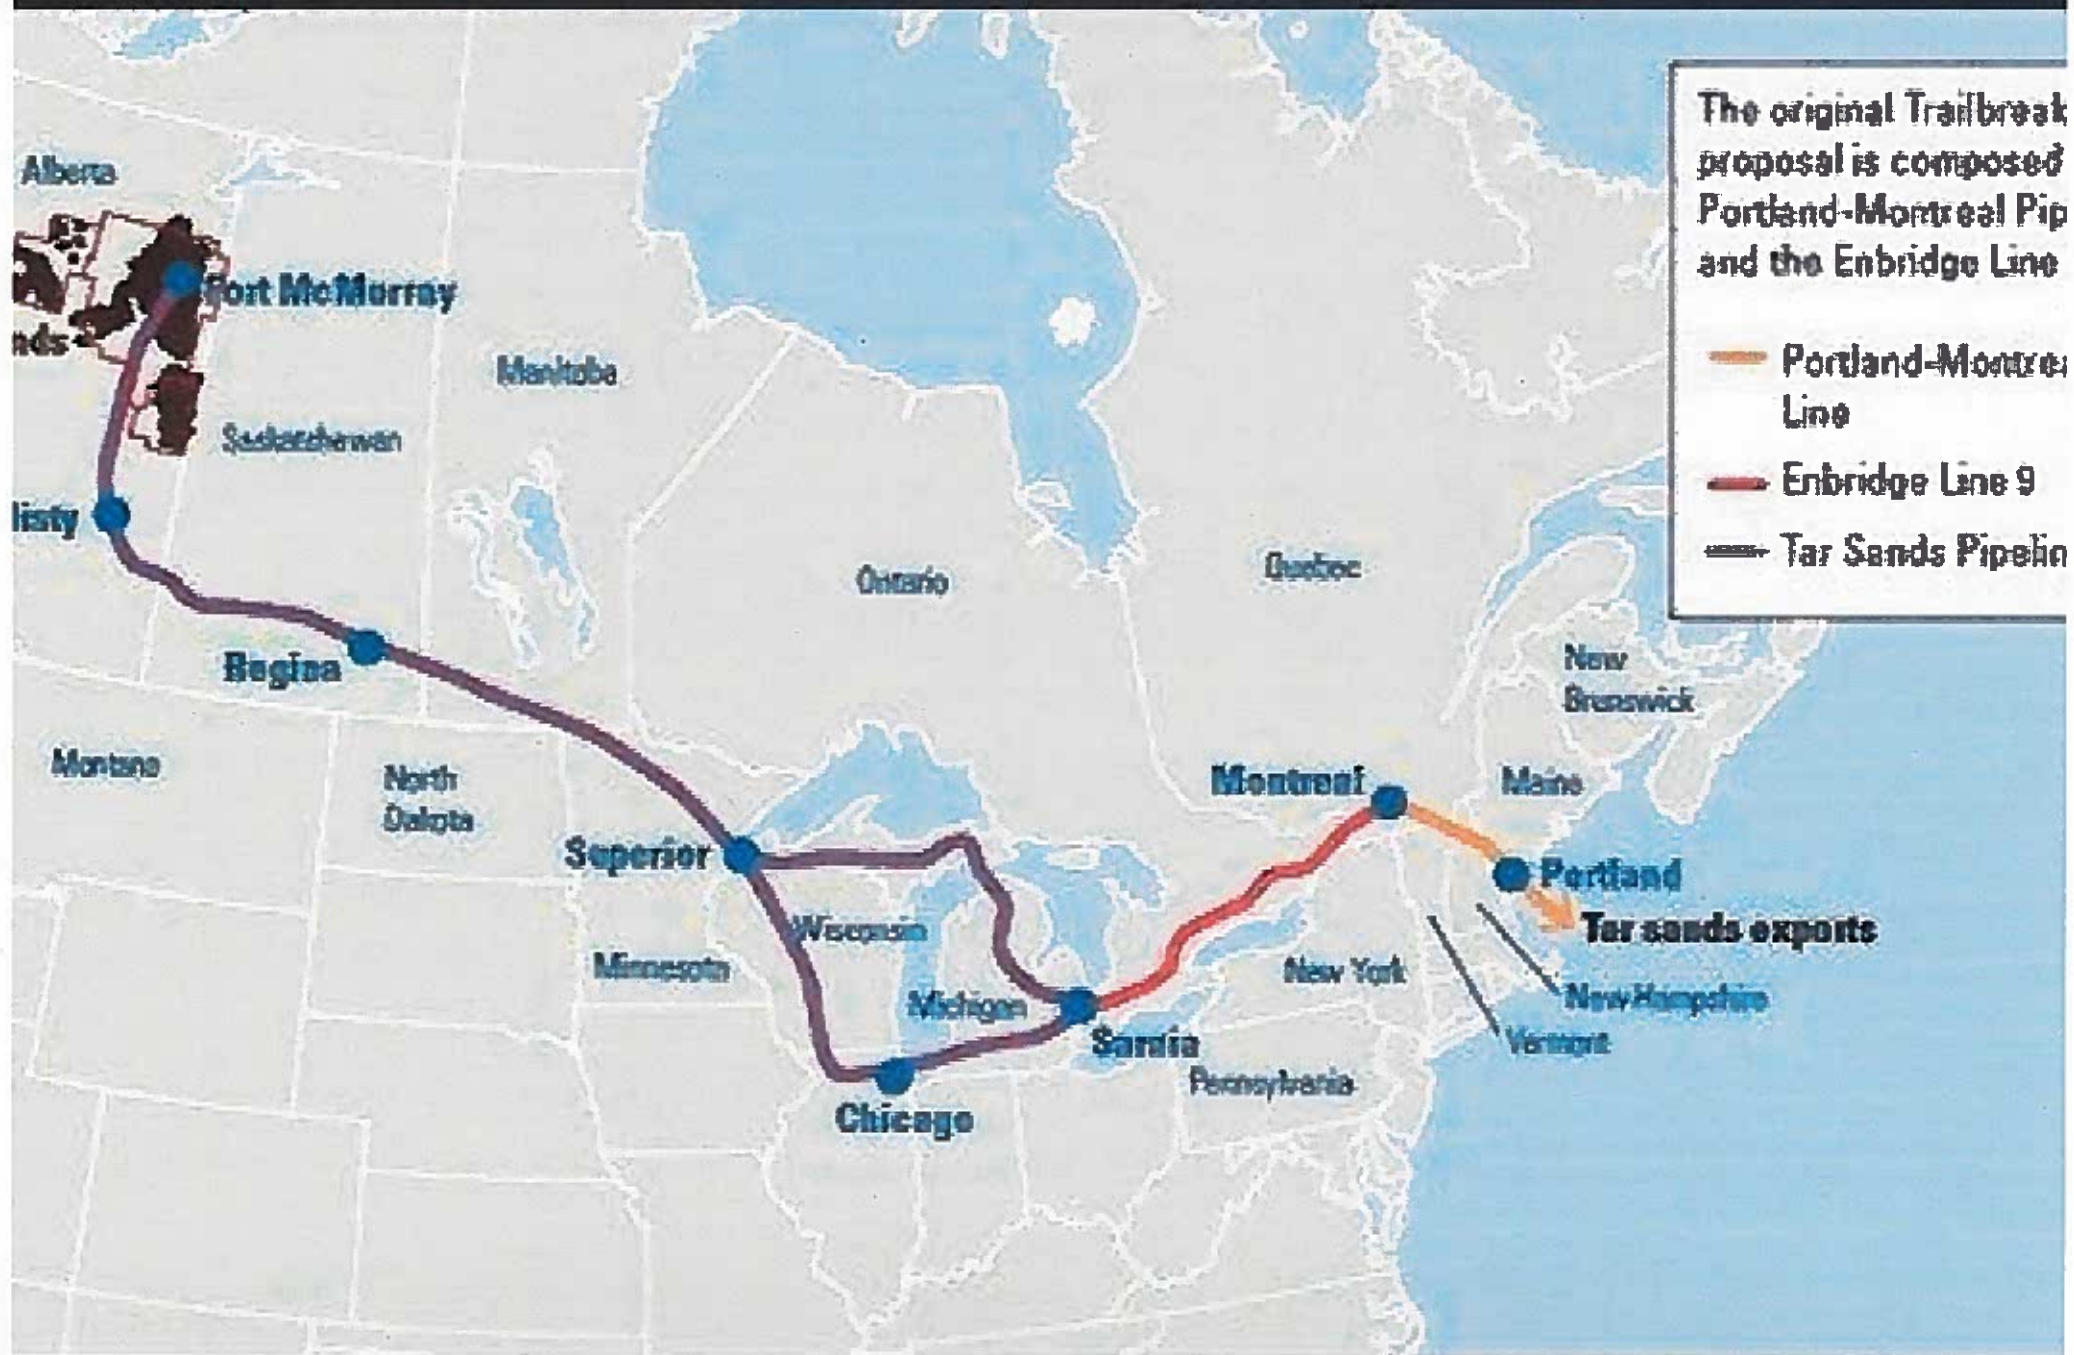 The original Trailbreak
proposal is composed
Portland-Montreal Pip
and the Enbridge Line
Portland-Montrea
Line
Enbridge Line 9
Tar Sands Pipelin
Alberta
Fort McMurray
nds
Manitoba
Saskatchewan
listy
Ontario
Quebec
Regina
New
Brunswick
Montana
North
Dakota
Montreal
Maine
Superior
Portland
Tar sands exports
Wisconsin
Minnesota
New York
Michigan
New Hampshire
Sarnia
Vermont
Pennsylvania
Chicago